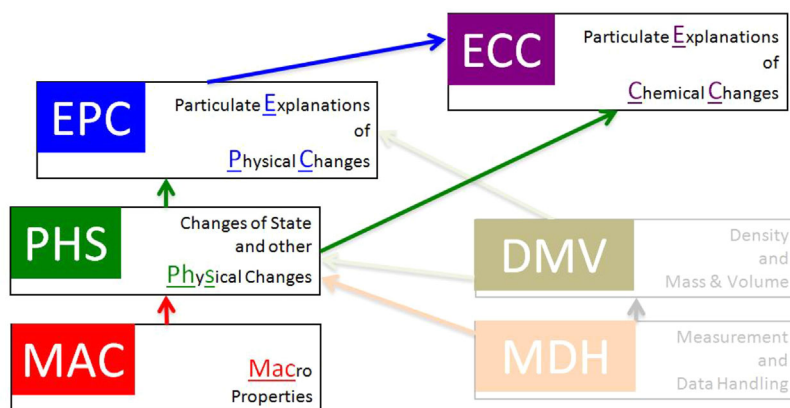 ECC
Particulate Explanations
of
Chemical Changes
EPC
Particulate Explanations
of
Physical Changes
PHS
Changes of State
and other
Physical Changes
DMV
Density
and
Mass & Volume
MAC
Macro
Properties
MDH
Measurement
and
Data Handling